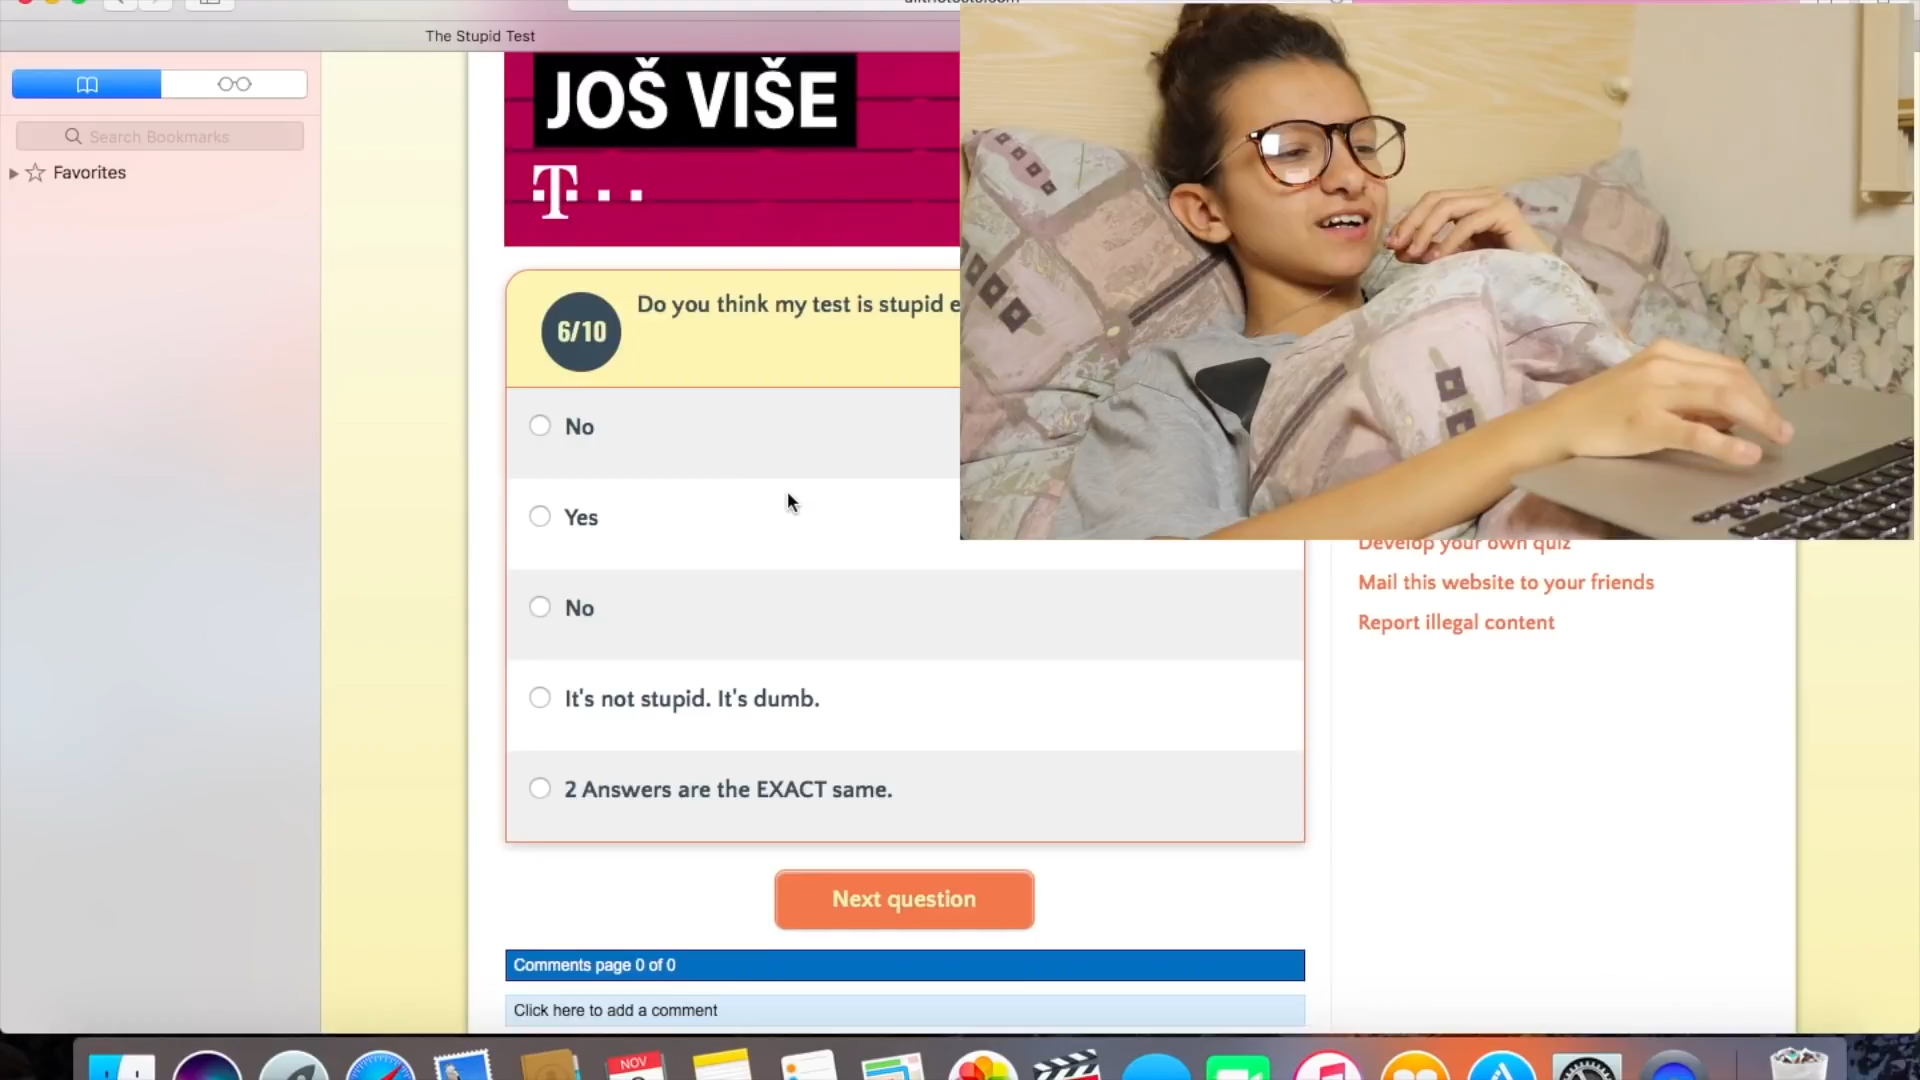 The Stupid Test
Search Bookmarks
Favorites
JOŠ VIŠE
T
6/10
Do you think my test is stupid
No
Yes
No
It's not stupid. It's dumb.
2 Answers are the EXACT same.
Next question
Comments page 0 of 0
Click here to add a comment
Develop your own quiz
Mail this website to your friends
Report illegal content
NOV